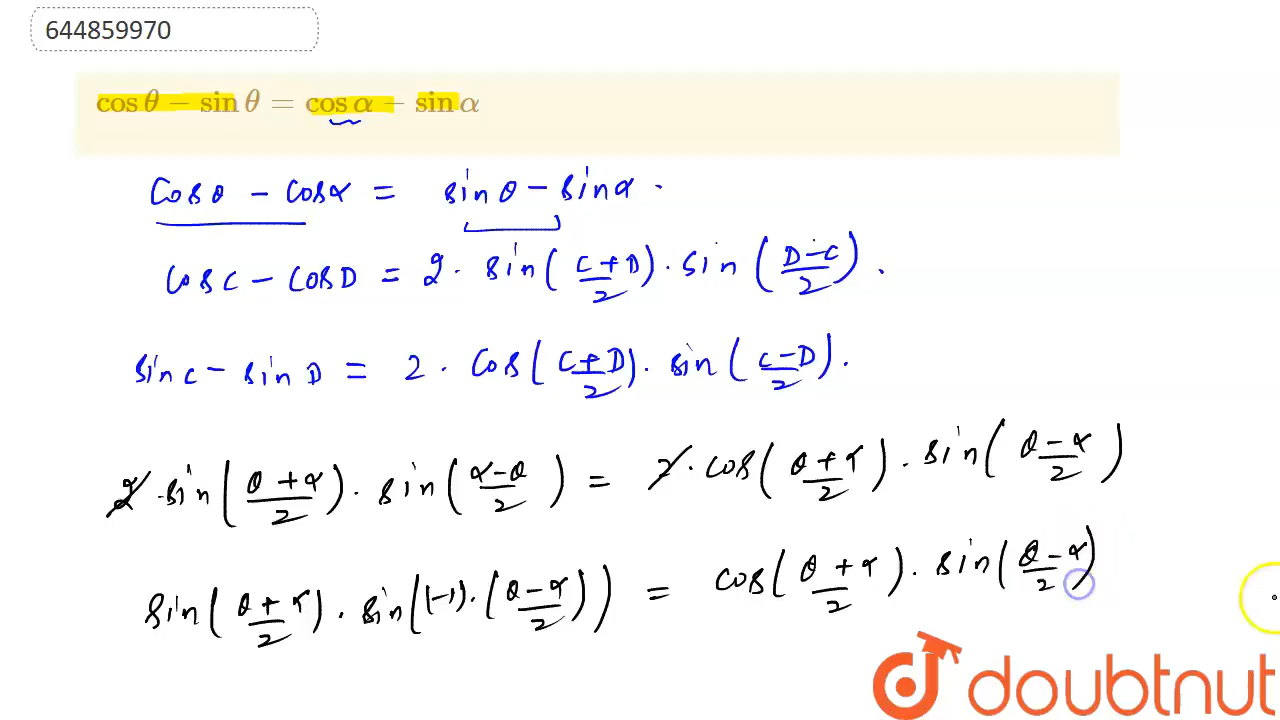 644859970
cos θ − sin θ = cos α − sin α
cosθ − cosα = sinθ − sinα .
cosC − cosD = 2 . sin(C+D/2) . sin(D−C/2) .
sinC − sinD = 2 . cos(C+D/2) . sin(C−D/2) .
2 . sin(θ+α/2) . sin(α−θ/2) = 2 . cos(θ+α/2) . sin(θ−α/2)
sin(θ+α/2) . sin((−1) . (θ−α/2)) = cos(θ+α/2) . sin(θ−α/2)
doubtnut